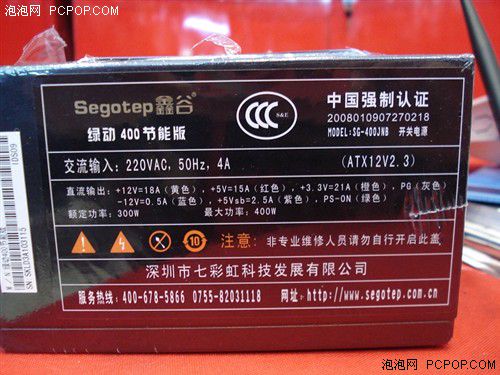 泡泡网 PCPOP.COM
Segotep鑫谷
绿动 400节能版
CCC
S&E
中国强制认证
2008010907270218
MODEL:SG-400JNB 开关电源
交流输入: 220VAC, 50Hz, 4A (ATX12V2.3)
直流输出: +12V=18A(黄色), +5V=15A(红色), +3.3V=21A(橙色), PG(灰色)
-12V=0.5A(蓝色), +5Vsb=2.5A(紫色), PS-ON(绿色)
额定功率: 300W 最大功率: 400W
10 注意: 非专业维修人员请勿自行开启此盖
深圳市七彩虹科技发展有限公司
服务热线: 400-678-5866 0755-82031118 网址: http://www.segotep.com.cn
泡泡网 PCPOP.COM